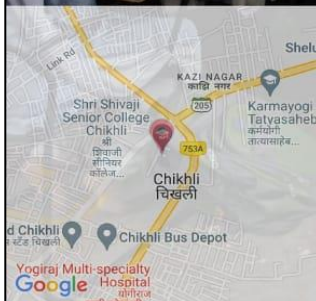 Link Rd
Shelu
KAZI NAGAR
काझि नगर
205
Shri Shivaji
Senior College
Chikhli
श्री
शिवाजी
सीनियर
कॉलेज...
Karmayogi
Tatyasaheb
कर्मयोगी
तात्यासाहेब...
753A
Chikhli
चिखली
d Chikhli
स स्टँड चिखली
Chikhli Bus Depot
Yogiraj Multi-specialty
Hospital
योगीराज
Google